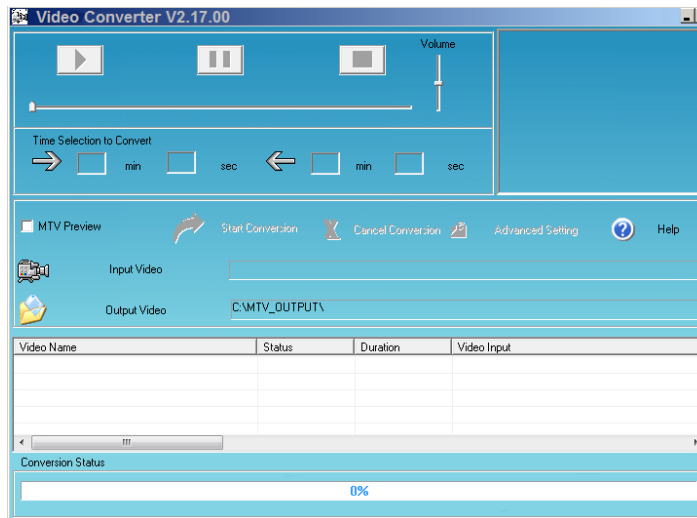 Video Converter V2.17.00
Volume
Time Selection to Convert
min sec min sec
MTV Preview Start Conversion Cancel Conversion Advanced Setting ? Help
Input Video
Output Video C:\MTV_OUTPUT\
Video Name Status Duration Video Input
Conversion Status
0%